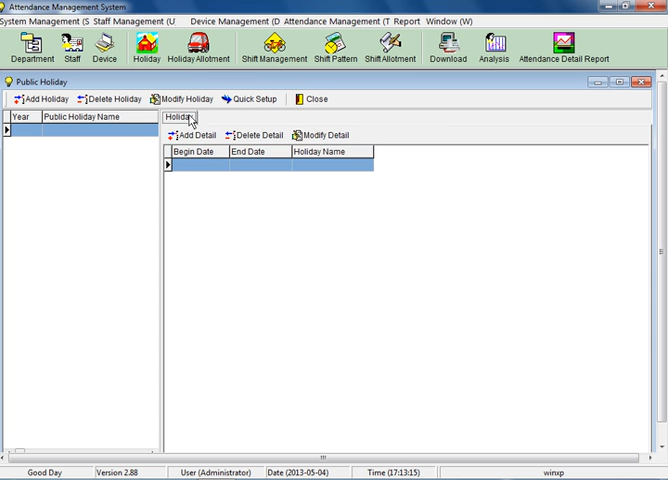 Attendance Management System
System Management (S Staff Management (U Device Management (D Attendance Management (T Report Window (W)
Department Staff Device Holiday Holiday Allotment Shift Management Shift Pattern Shift Allotment Download Analysis Attendance Detail Report
Public Holiday
Add Holiday Delete Holiday Modify Holiday Quick Setup Close
Year Public Holiday Name
Holiday
Add Detail Delete Detail Modify Detail
Begin Date End Date Holiday Name
Good Day Version 2.88 User (Administrator) Date (2013-05-04) Time (17:13:15) winxp